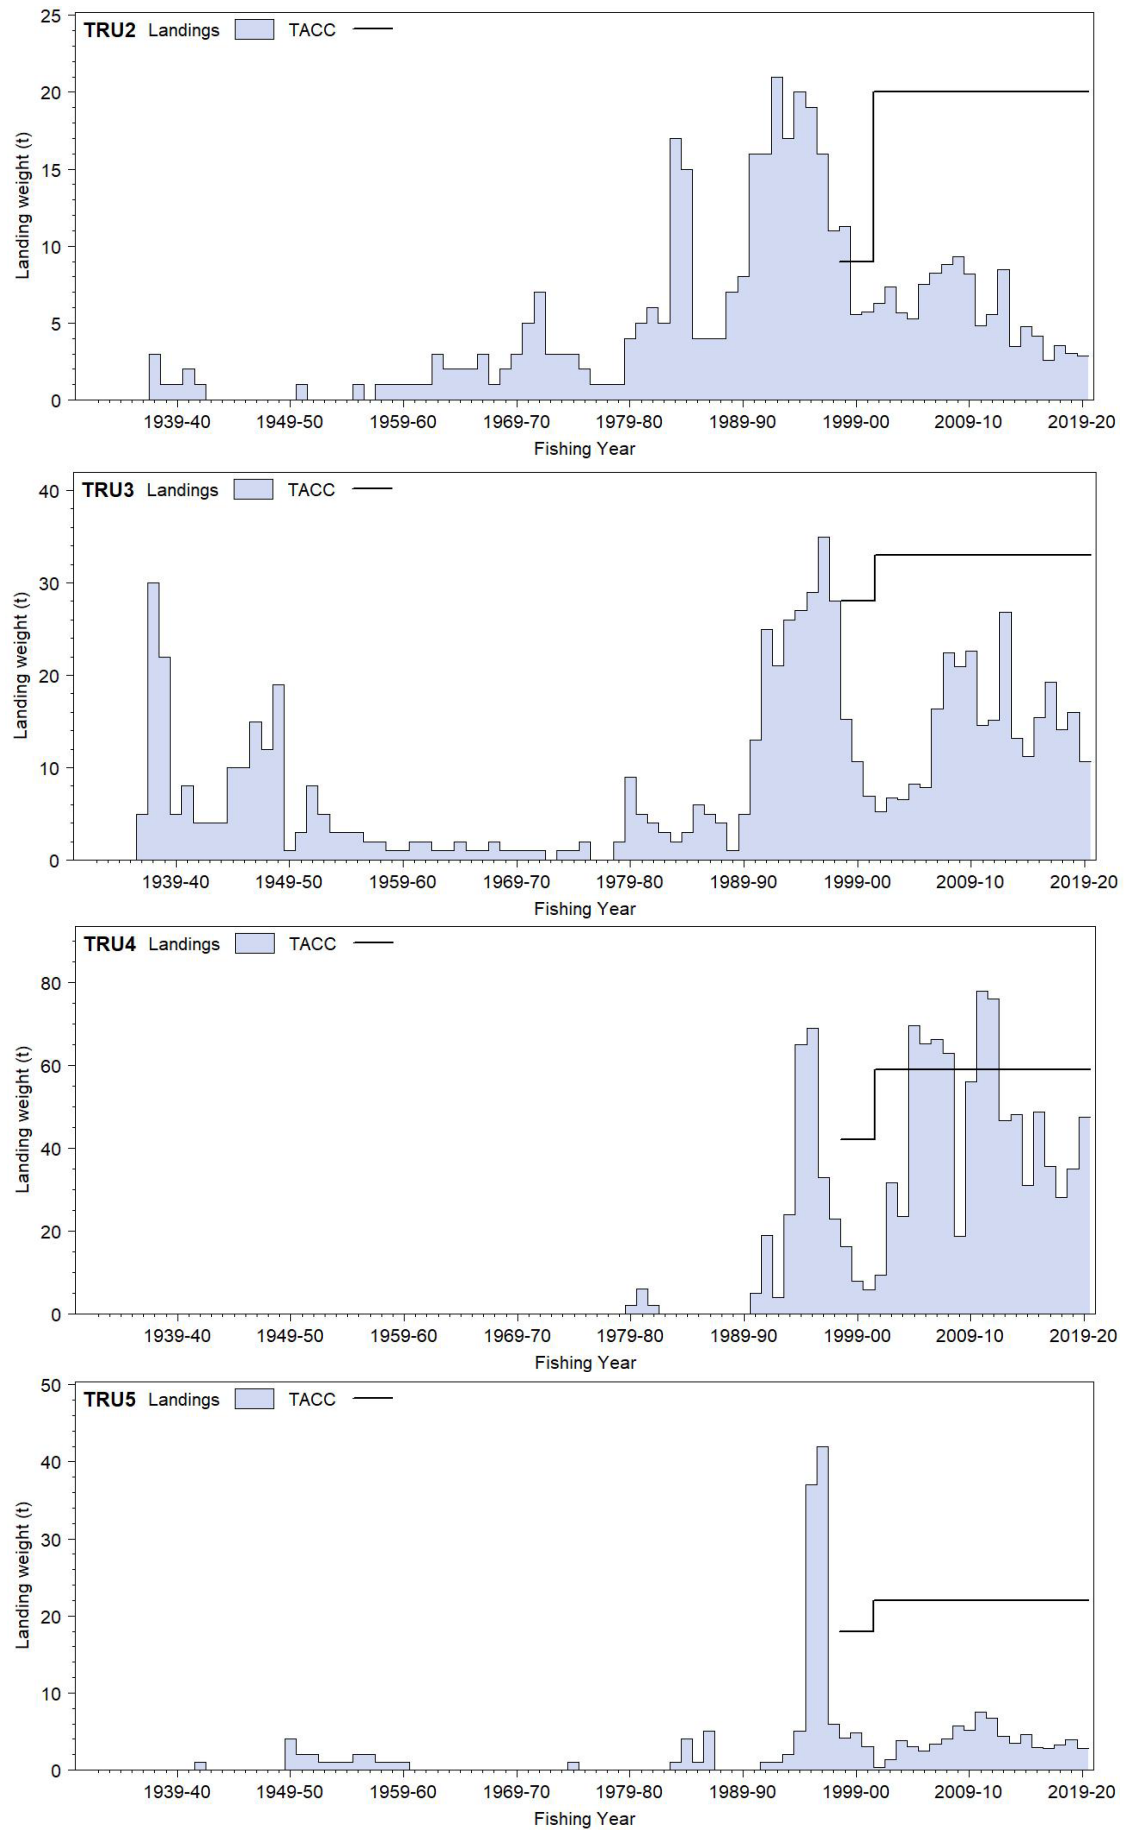 TRU2 Landings TACC
25
20
15
10
5
0
Landing weight (t)
1939-40 1949-50 1959-60 1969-70 1979-80 1989-90 1999-00 2009-10 2019-20
Fishing Year
TRU3 Landings TACC
40
30
20
10
0
Landing weight (t)
1939-40 1949-50 1959-60 1969-70 1979-80 1989-90 1999-00 2009-10 2019-20
Fishing Year
TRU4 Landings TACC
80
60
40
20
0
Landing weight (t)
1939-40 1949-50 1959-60 1969-70 1979-80 1989-90 1999-00 2009-10 2019-20
Fishing Year
TRU5 Landings TACC
50
40
30
20
10
0
Landing weight (t)
1939-40 1949-50 1959-60 1969-70 1979-80 1989-90 1999-00 2009-10 2019-20
Fishing Year